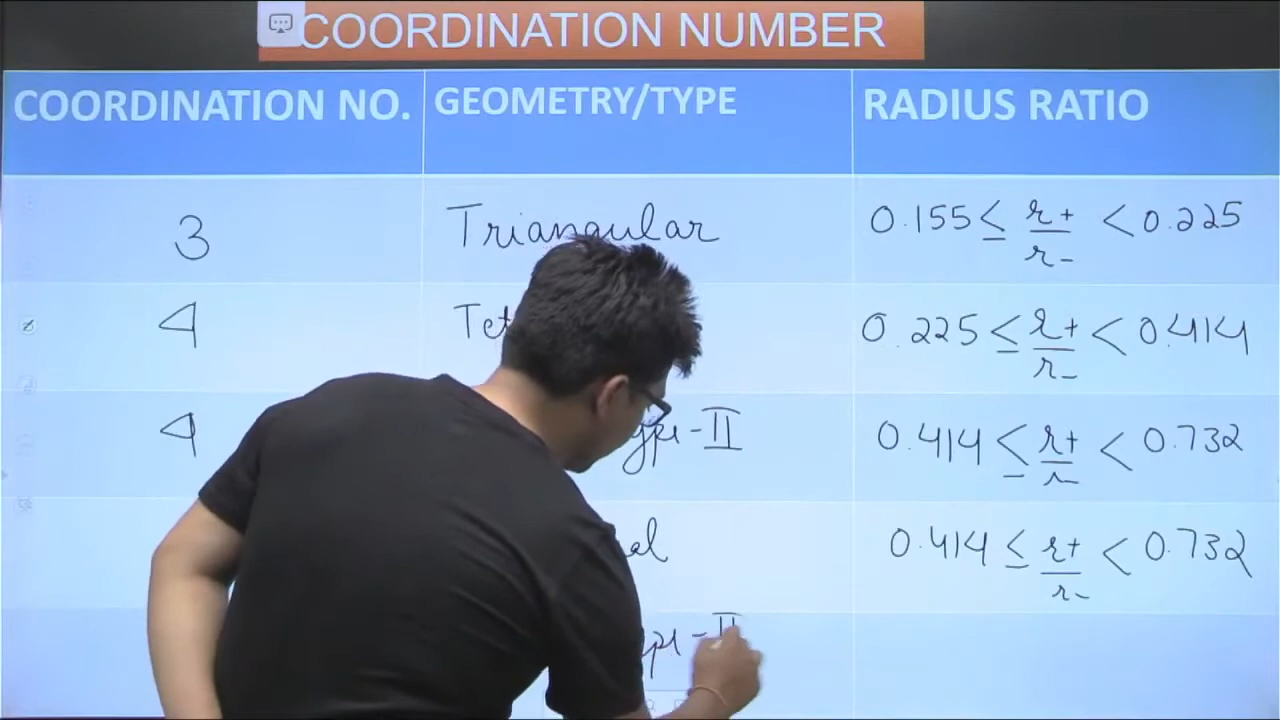 COORDINATION NUMBER
COORDINATION NO. GEOMETRY/TYPE RADIUS RATIO
3 Triangular 0.155 ≤ r+/r- < 0.225
4 0.225 ≤ r+/r- < 0.414
4 -II 0.414 ≤ r+/r- < 0.732
0.414 ≤ r+/r- < 0.732